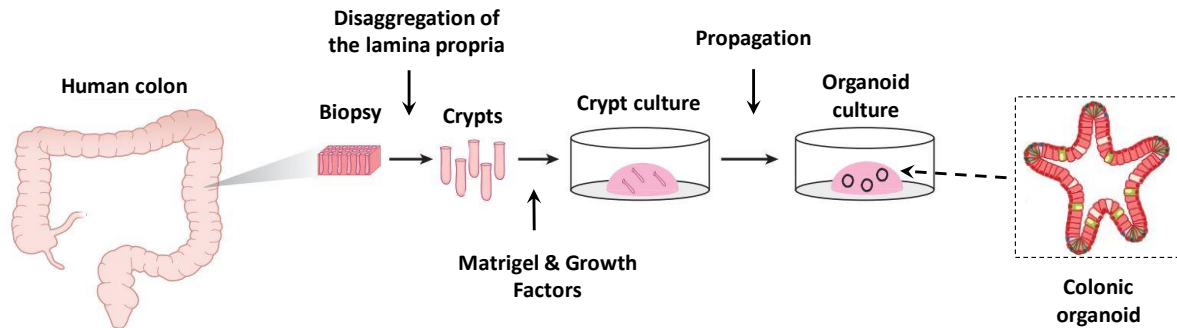 Disaggregation of
the lamina propria
Propagation
Human colon
Biopsy
Crypts
Crypt culture
Organoid
culture
Matrigel & Growth
Factors
Colonic
organoid